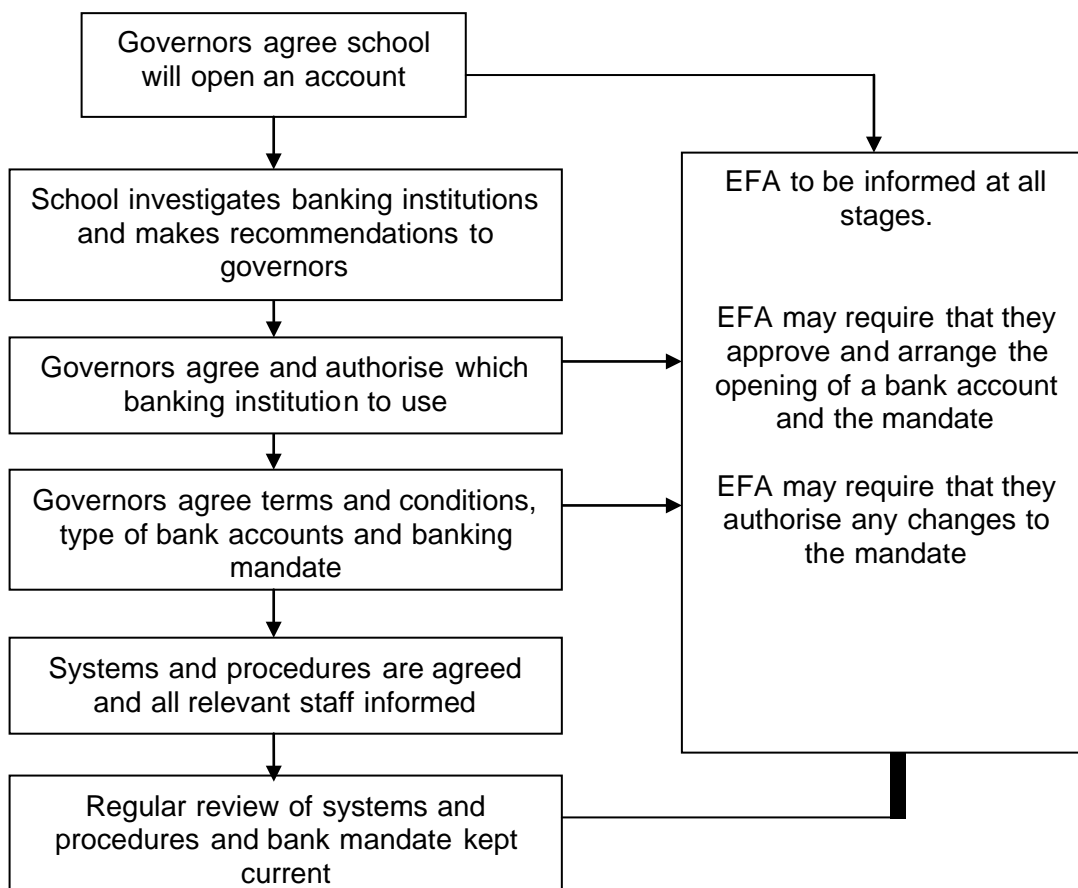 Governors agree school
will open an account
School investigates banking institutions
and makes recommendations to
governors
Governors agree and authorise which
banking institution to use
Governors agree terms and conditions,
type of bank accounts and banking
mandate
Systems and procedures are agreed
and all relevant staff informed
Regular review of systems and
procedures and bank mandate kept
current
EFA to be informed at all
stages.
EFA may require that they
approve and arrange the
opening of a bank account
and the mandate
EFA may require that they
authorise any changes to
the mandate